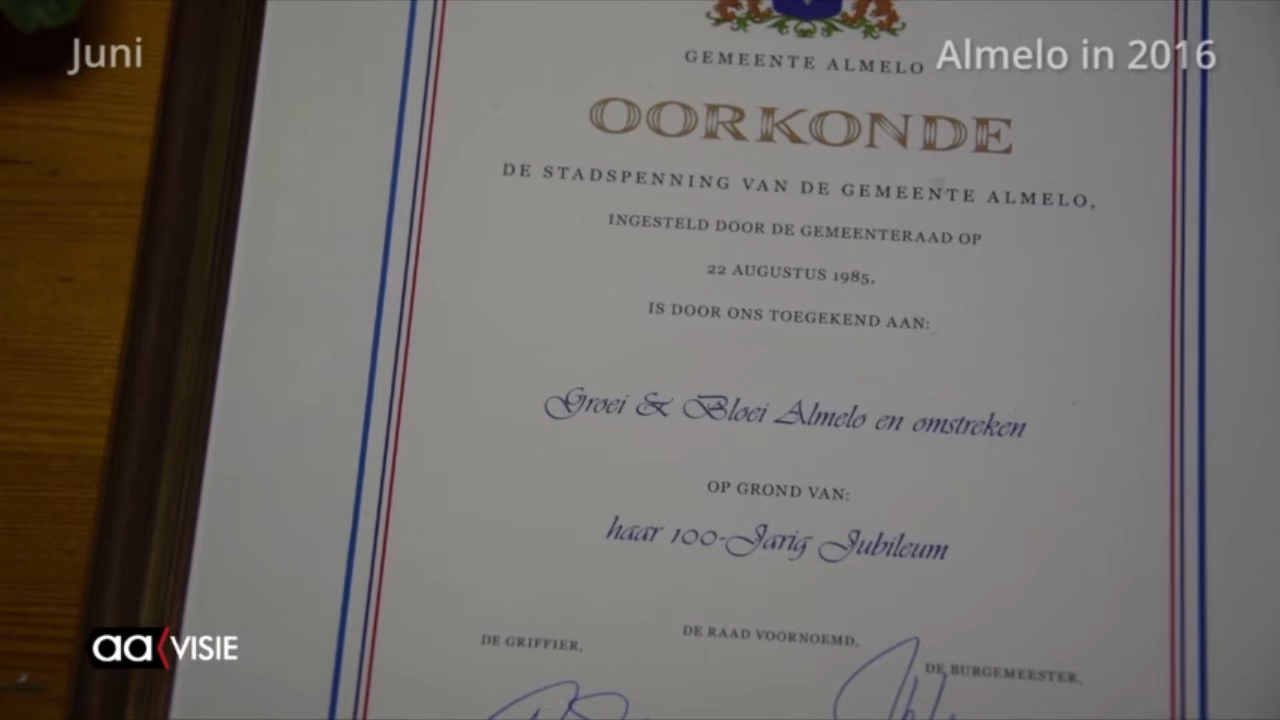 Juni
Almelo in 2016
GEMEENTE ALMELO
OORKONDE
DE STADSPENNING VAN DE GEMEENTE ALMELO,
INGESTELD DOOR DE GEMEENTERAAD OP
22 AUGUSTUS 1985,
IS DOOR ONS TOEGEKEND AAN:
Groei & Bloei Almelo en omstreken
OP GROND VAN:
haar 100-Jarig Jubileum
DE RAAD VOORNOEMD,
DE GRIFFIER,
DE BURGEMEESTER,
aa VISIE